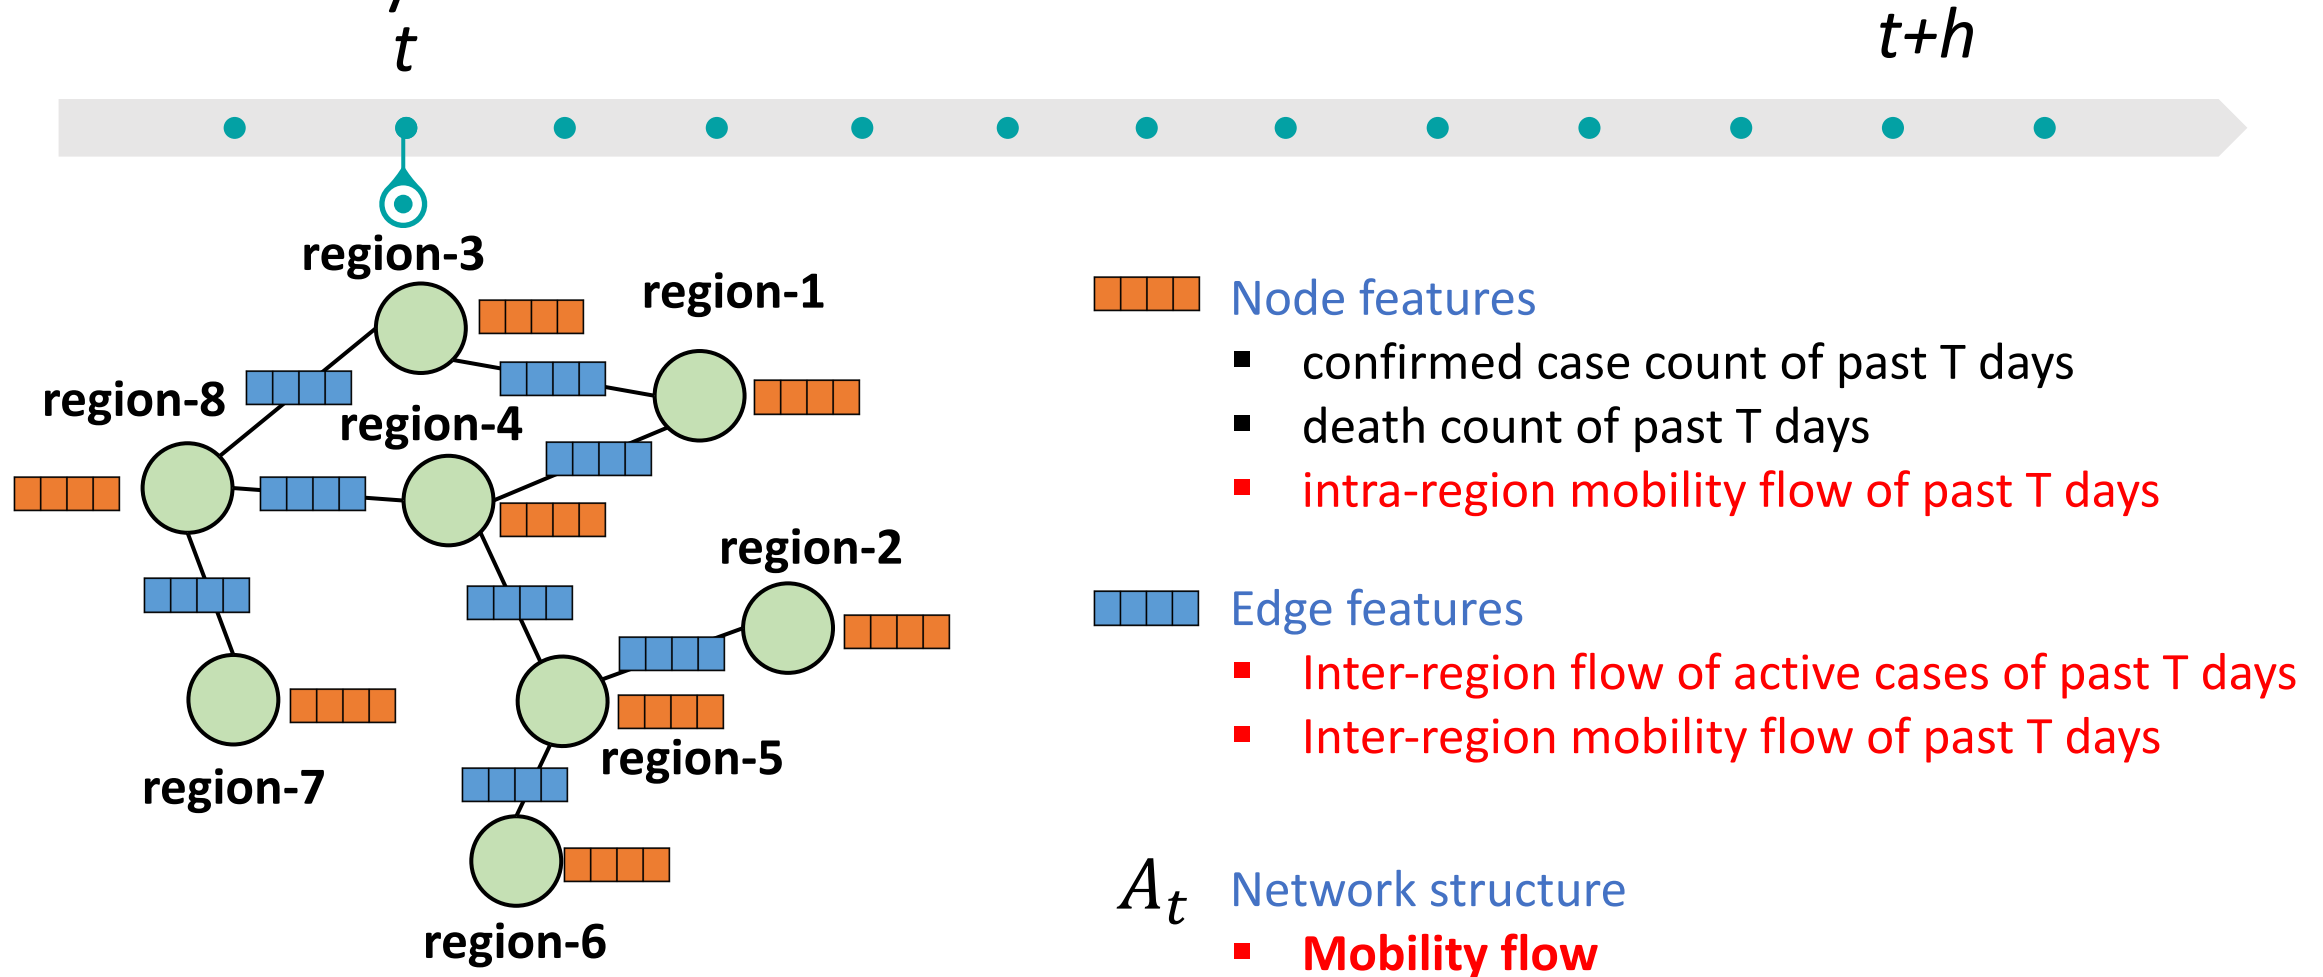 t
t+h
region-3
region-1
region-8
region-4
region-2
region-5
region-7
region-6
Node features
▪ confirmed case count of past T days
▪ death count of past T days
▪ intra-region mobility flow of past T days
Edge features
▪ Inter-region flow of active cases of past T days
▪ Inter-region mobility flow of past T days
A_t Network structure
▪ Mobility flow